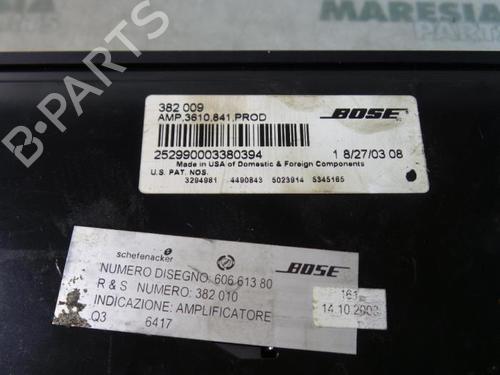 MARESIA
PARTS
382 009
AMP,3610,841,PROD
BOSE
252990003380394
1 8/27/03 08
Made in USA of Domestic & Foreign Components
U.S. PAT. NOS.
3294981 4490843 5023914 5345165
schefenacker
BOSE
NUMERO DISEGNO: 606 613 80
R & S NUMERO: 382 010
INDICAZIONE: AMPLIFICATORE
Q3 6417
161
14.10.2003
B-PARTS